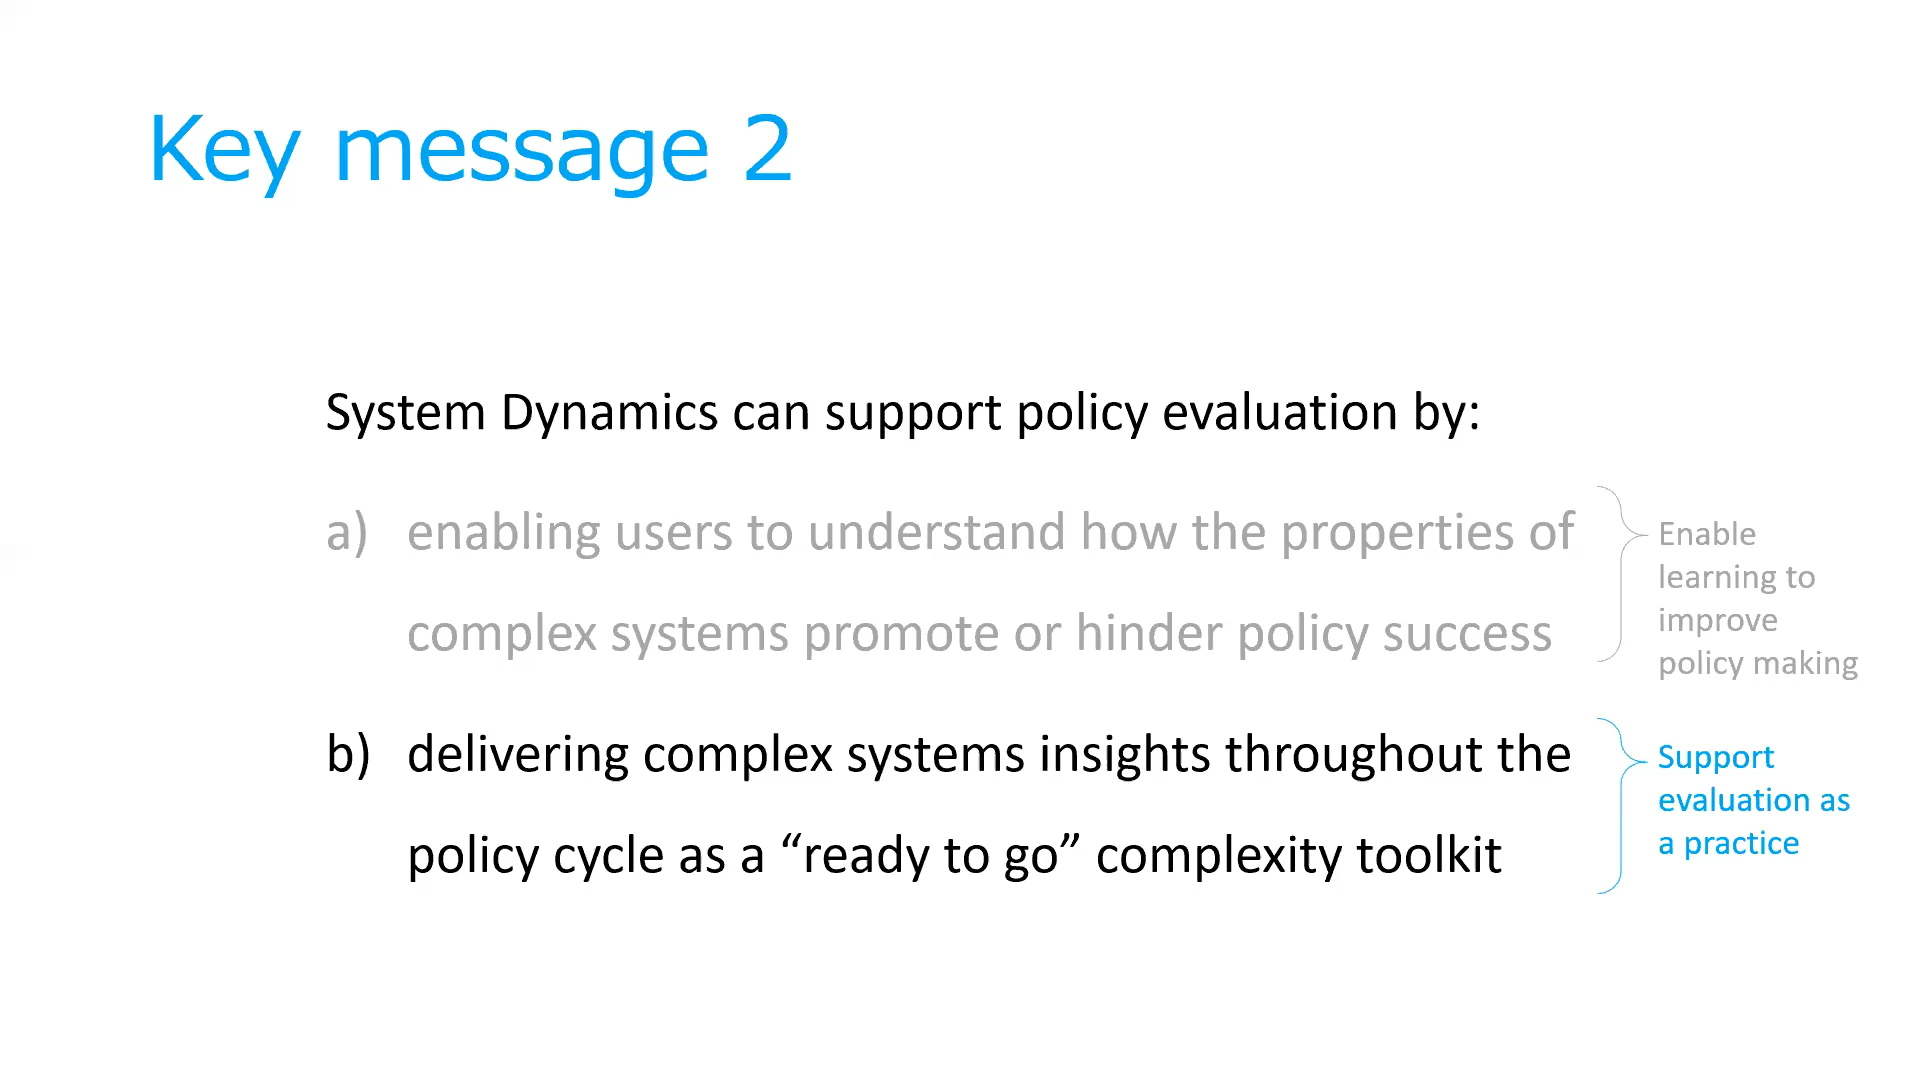 Key message 2
System Dynamics can support policy evaluation by:
a) enabling users to understand how the properties of
complex systems promote or hinder policy success
Enable
learning to
improve
policy making
b) delivering complex systems insights throughout the
policy cycle as a “ready to go” complexity toolkit
Support
evaluation as
a practice